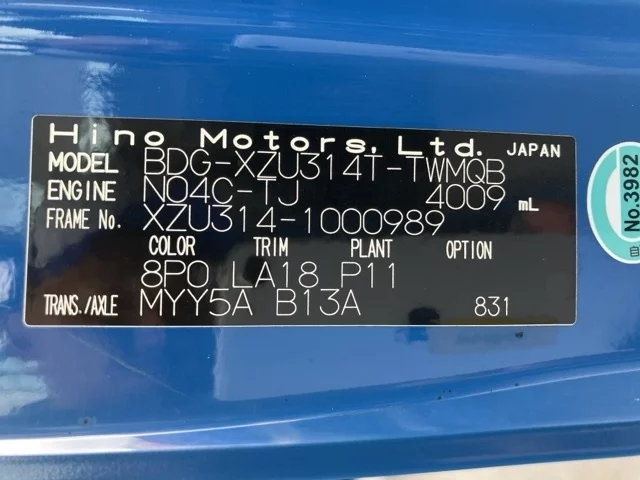 Hino Motors, Ltd. JAPAN
MODEL BDG-XZU314T-TWMQB
ENGINE N04C-TJ 4009 mL
FRAME No. XZU314-1000989
COLOR TRIM PLANT OPTION
8P0 LA18 P11
TRANS./AXLE MYY5A B13A 831
No.3982